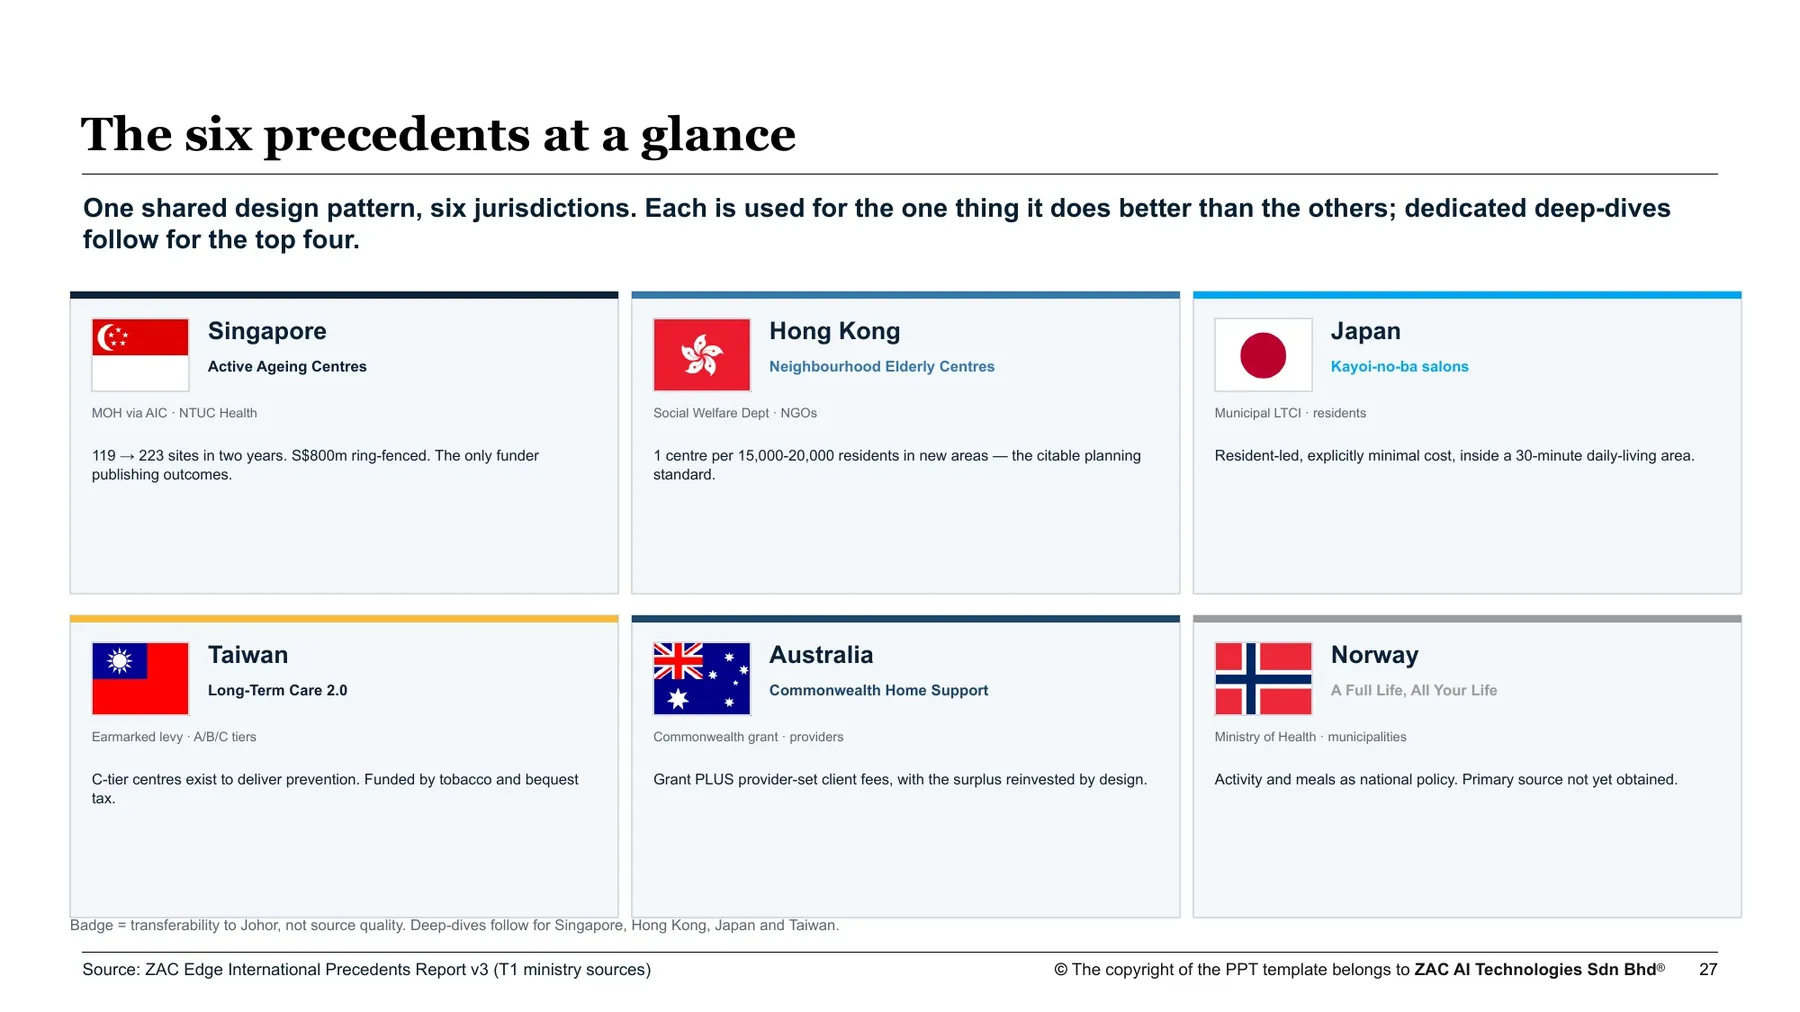 The six precedents at a glance
One shared design pattern, six jurisdictions. Each is used for the one thing it does better than the others; dedicated deep-dives
follow for the top four.
Singapore
Active Ageing Centres
MOH via AIC · NTUC Health
119 → 223 sites in two years. S$800m ring-fenced. The only funder
publishing outcomes.
Hong Kong
Neighbourhood Elderly Centres
Social Welfare Dept · NGOs
1 centre per 15,000-20,000 residents in new areas — the citable planning
standard.
Japan
Kayoi-no-ba salons
Municipal LTCI · residents
Resident-led, explicitly minimal cost, inside a 30-minute daily-living area.
Taiwan
Long-Term Care 2.0
Earmarked levy · A/B/C tiers
C-tier centres exist to deliver prevention. Funded by tobacco and bequest
tax.
Australia
Commonwealth Home Support
Commonwealth grant · providers
Grant PLUS provider-set client fees, with the surplus reinvested by design.
Norway
A Full Life, All Your Life
Ministry of Health · municipalities
Activity and meals as national policy. Primary source not yet obtained.
Badge = transferability to Johor, not source quality. Deep-dives follow for Singapore, Hong Kong, Japan and Taiwan.
Source: ZAC Edge International Precedents Report v3 (T1 ministry sources)
© The copyright of the PPT template belongs to ZAC AI Technologies Sdn Bhd®
27